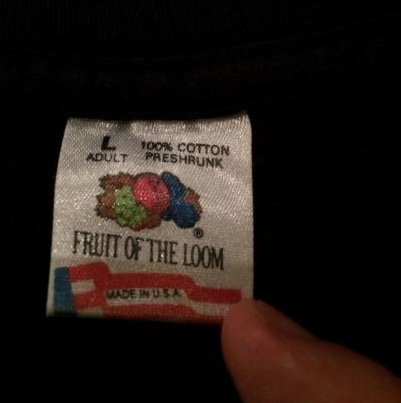 L 100% COTTON
ADULT PRESHRUNK
®
FRUIT OF THE LOOM
MADE IN U.S.A.